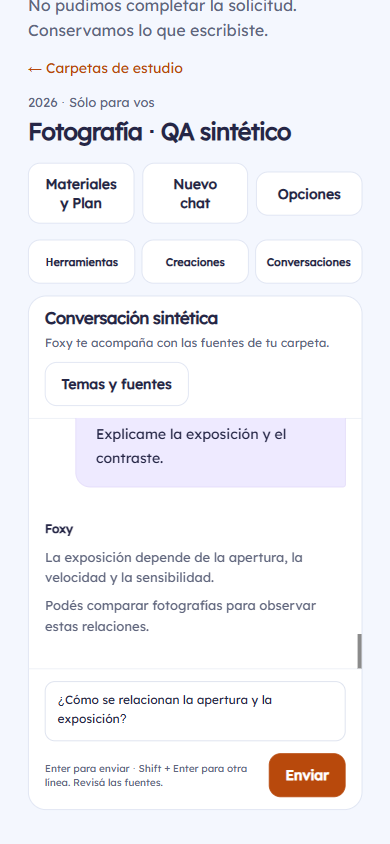 No pudimos completar la solicitud.
Conservamos lo que escribiste.
← Carpetas de estudio
2026 · Sólo para vos
Fotografía · QA sintético
Materiales
y Plan
Nuevo
chat
Opciones
Herramientas
Creaciones
Conversaciones
Conversación sintética
Foxy te acompaña con las fuentes de tu carpeta.
Temas y fuentes
Explicame la exposición y el
contraste.
Foxy
La exposición depende de la apertura, la
velocidad y la sensibilidad.
Podés comparar fotografías para observar
estas relaciones.
¿Cómo se relacionan la apertura y la
exposición?
Enter para enviar · Shift + Enter para otra
línea. Revisá las fuentes.
Enviar